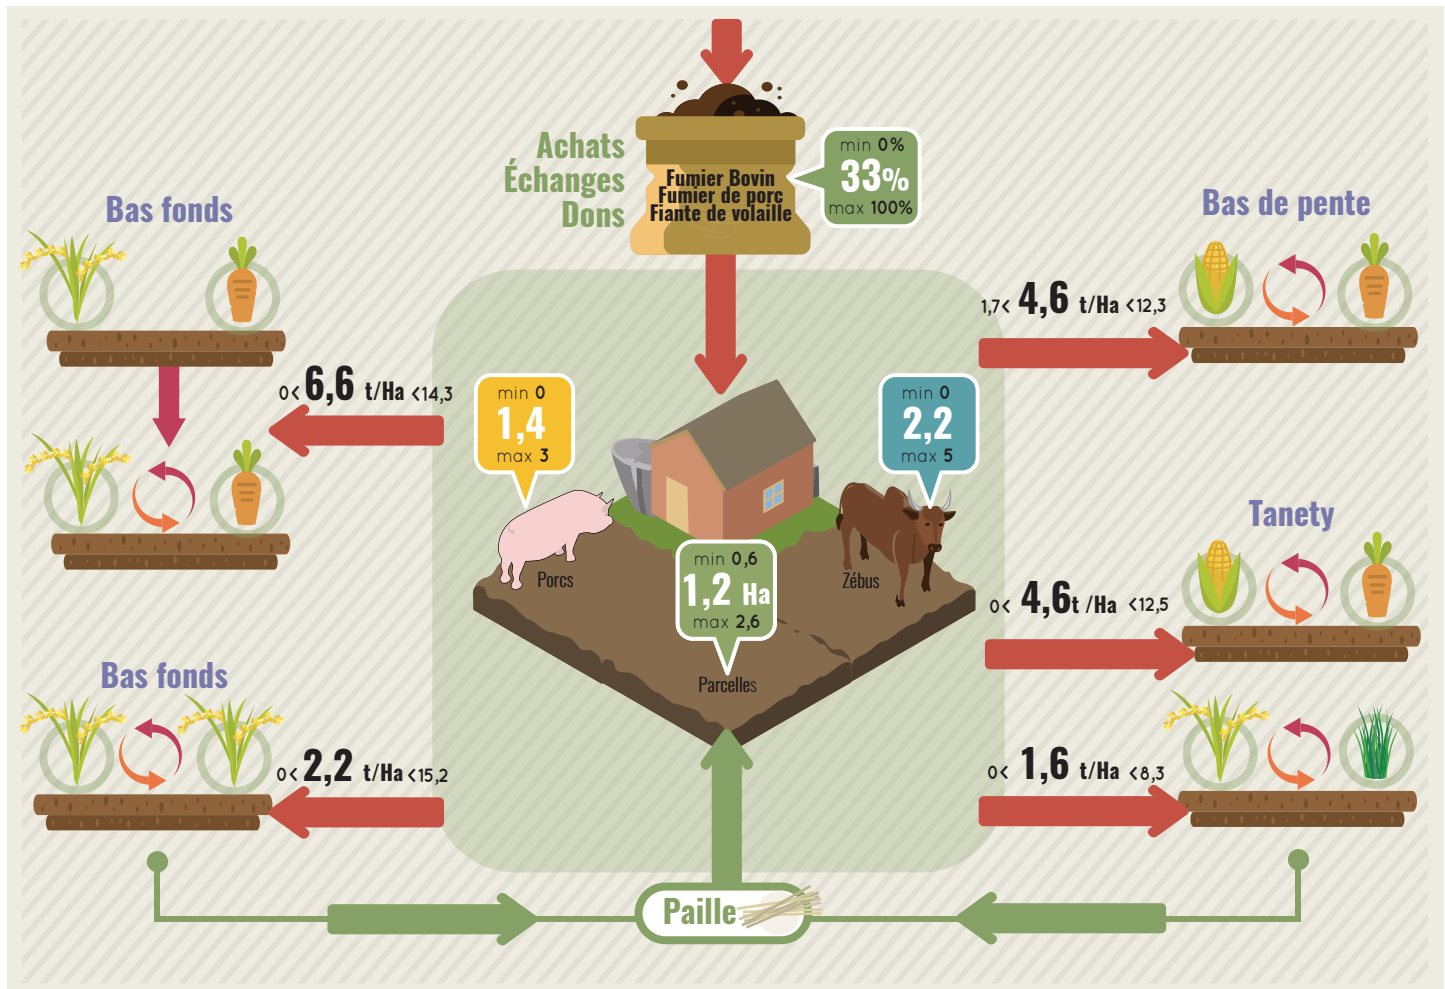 Achats
Échanges
Dons
Fumier Bovin
Fumier de porc
Fiante de volaille
min 0%
33%
max 100%
Bas fonds
0< 6,6 t/Ha <14,3
Bas fonds
0< 2,2 t/Ha <15,2
min 0
1,4
max 3
Porcs
min 0
2,2
max 5
Zébus
min 0,6
1,2 Ha
max 2,6
Parcelles
Bas de pente
1,7< 4,6 t/Ha <12,3
Tanety
0< 4,6t /Ha <12,5
0< 1,6 t/Ha <8,3
Paille